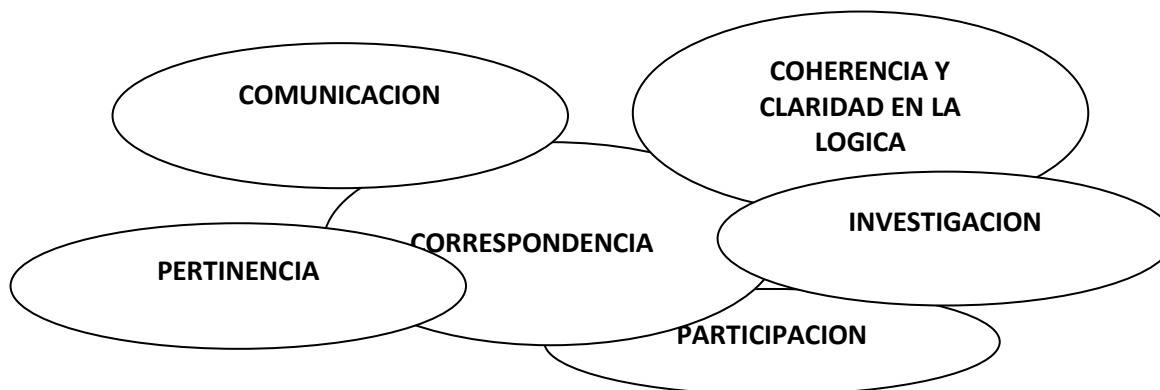 COMUNICACION
COHERENCIA Y
CLARIDAD EN LA
LOGICA
CORRESPONDENCIA
INVESTIGACION
PERTINENCIA
PARTICIPACION